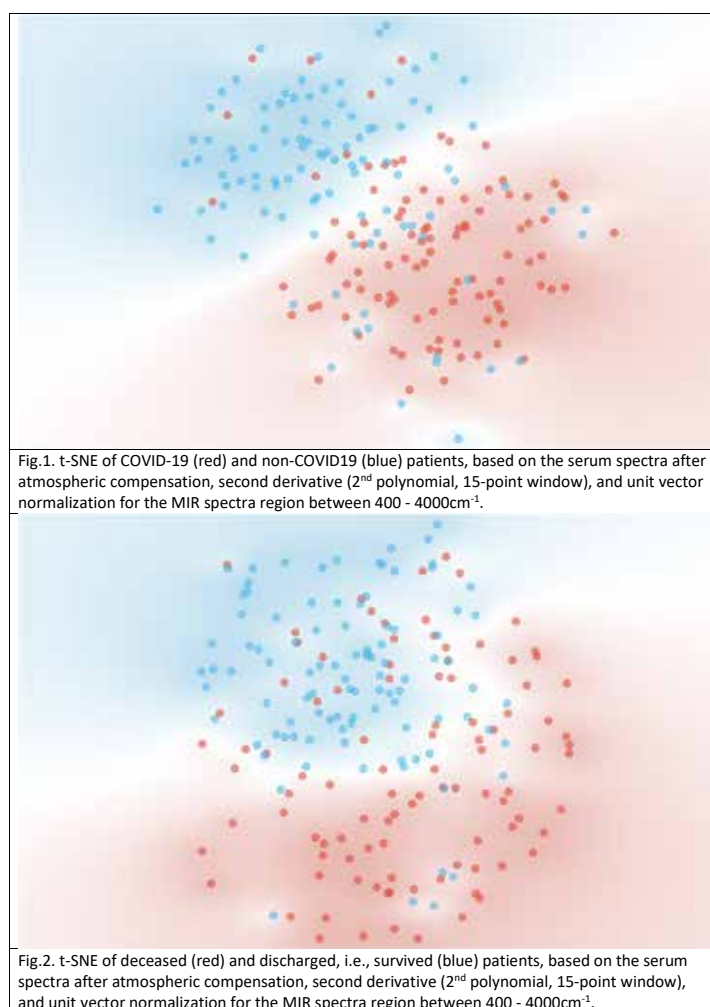 Fig.1. t-SNE of COVID-19 (red) and non-COVID19 (blue) patients, based on the serum spectra after
atmospheric compensation, second derivative (2nd polynomial, 15-point window), and unit vector
normalization for the MIR spectra region between 400 - 4000cm-1.
Fig.2. t-SNE of deceased (red) and discharged, i.e., survived (blue) patients, based on the serum
spectra after atmospheric compensation, second derivative (2nd polynomial, 15-point window),
and unit vector normalization for the MIR spectra region between 400 - 4000cm-1.